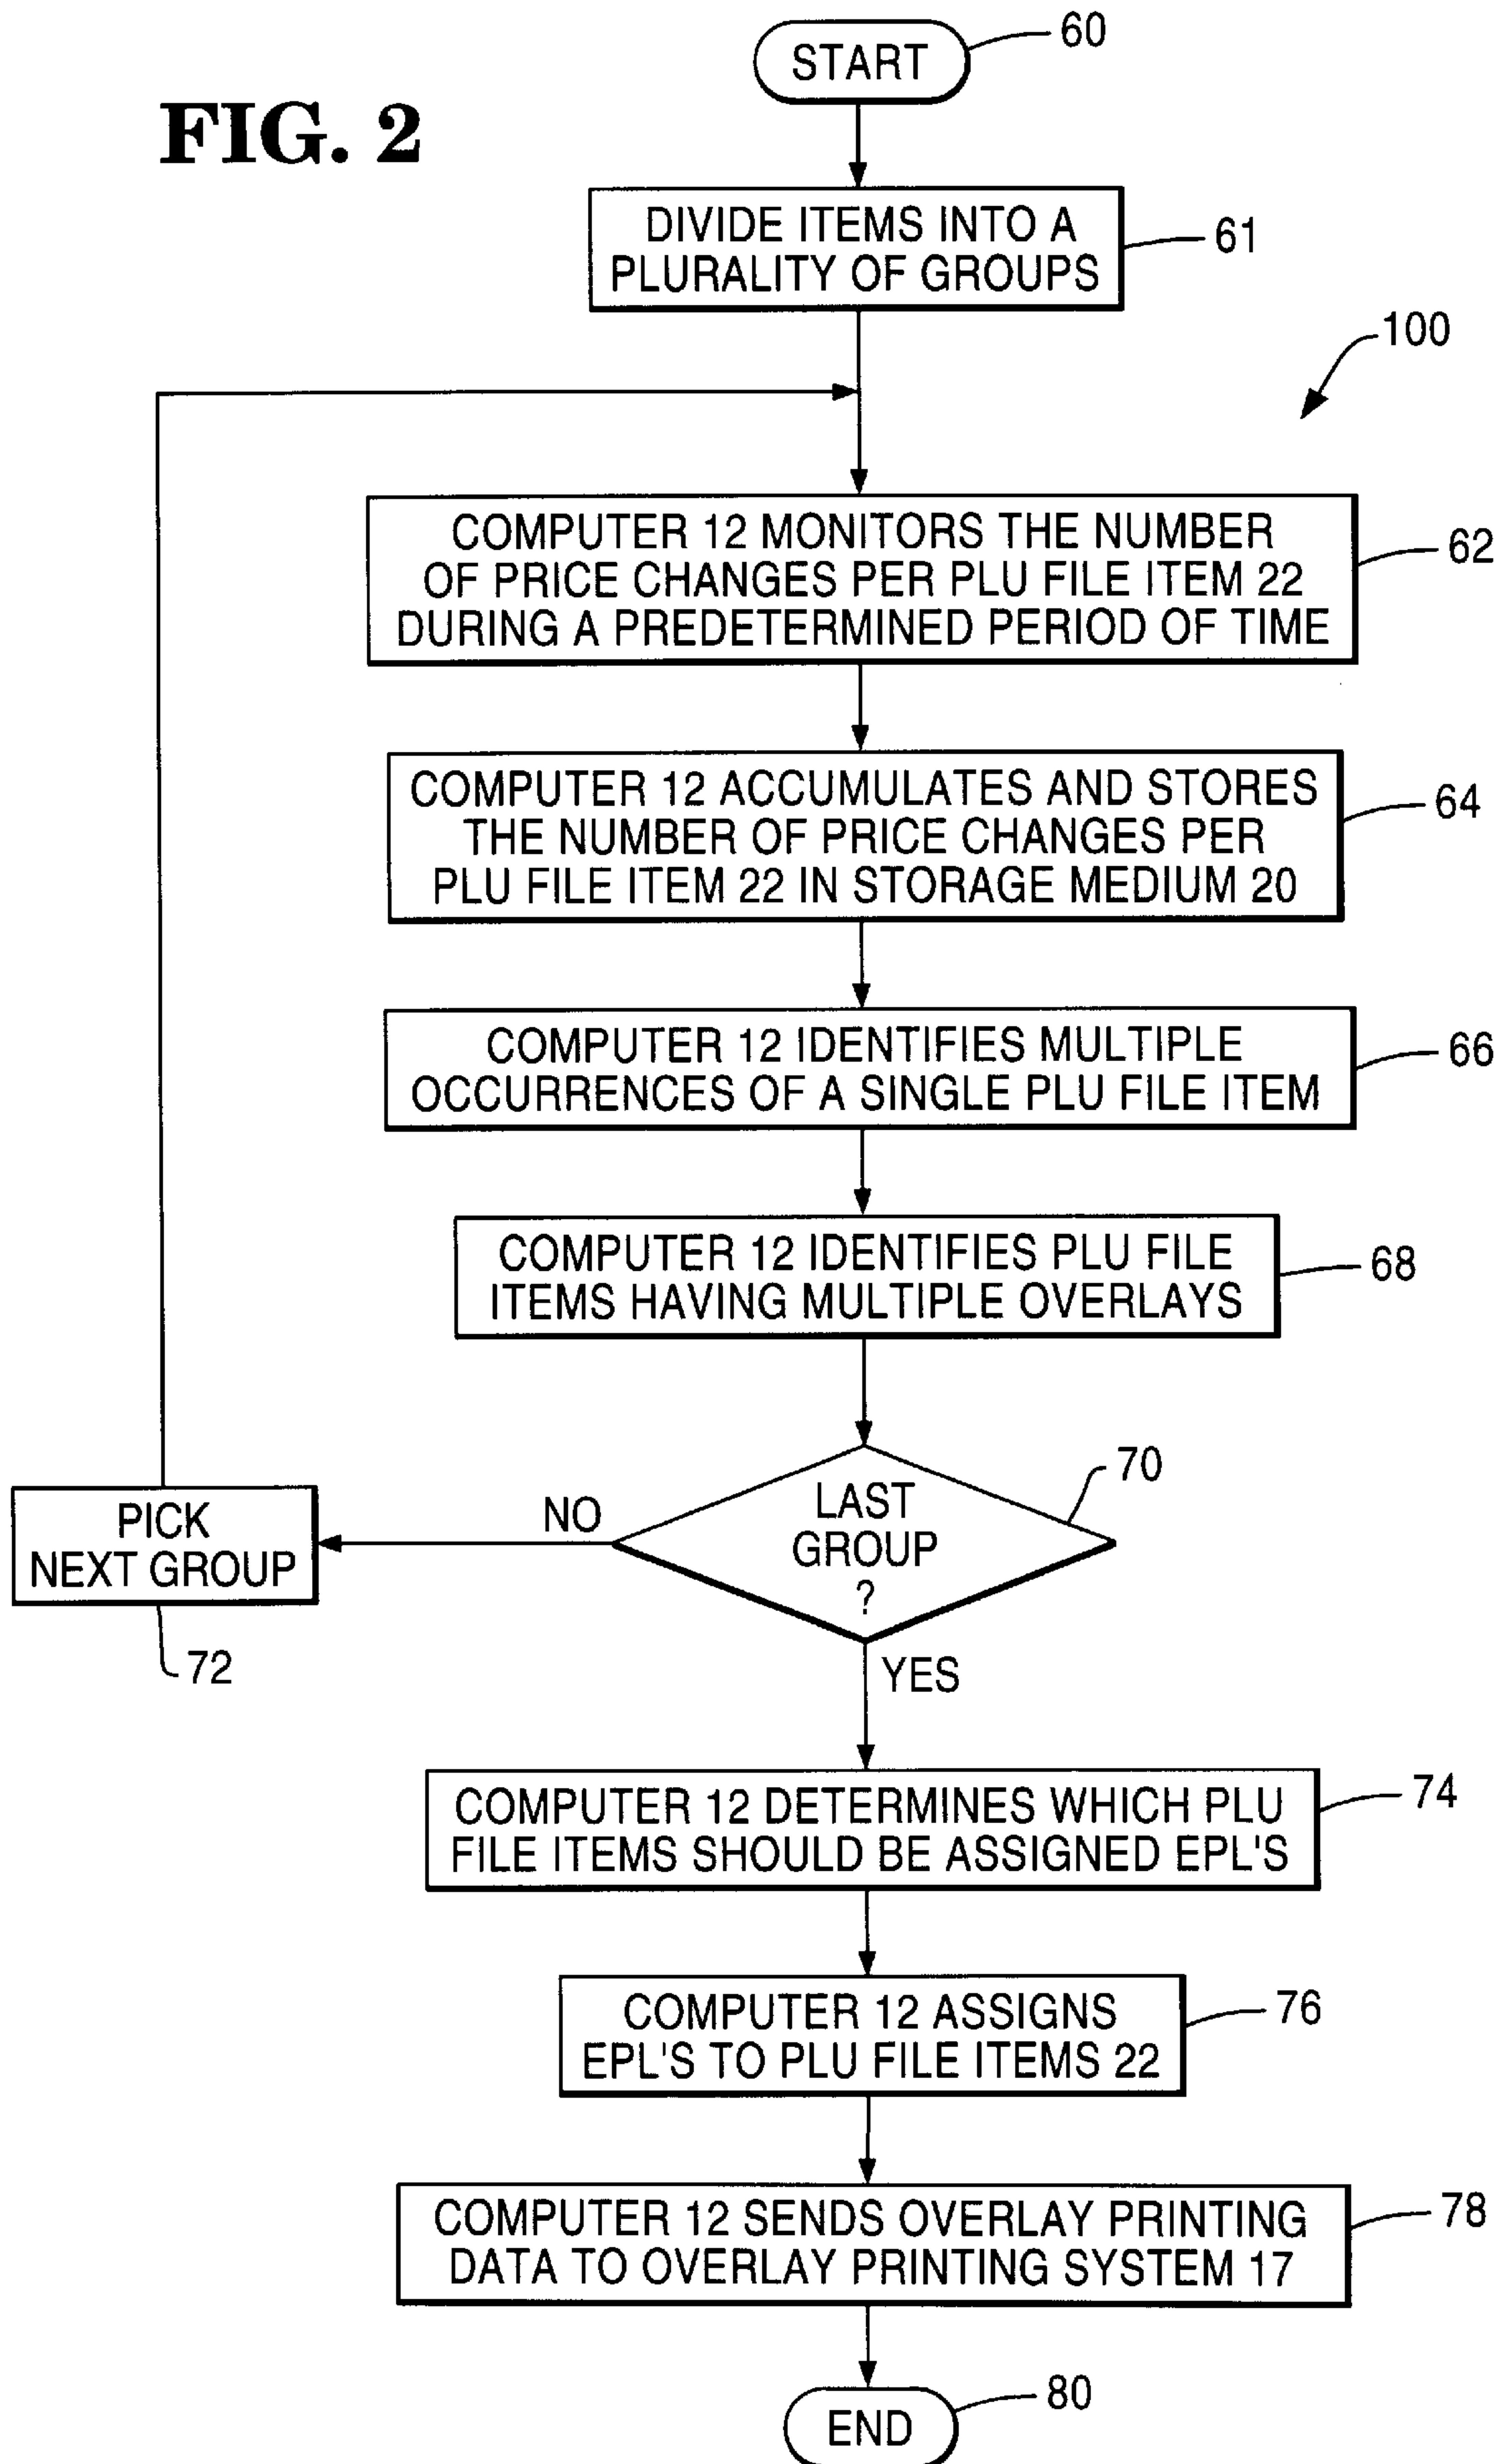 FIG. 2
START
60
DIVIDE ITEMS INTO A
PLURALITY OF GROUPS
61
100
COMPUTER 12 MONITORS THE NUMBER
OF PRICE CHANGES PER PLU FILE ITEM 22
DURING A PREDETERMINED PERIOD OF TIME
62
COMPUTER 12 ACCUMULATES AND STORES
THE NUMBER OF PRICE CHANGES PER
PLU FILE ITEM 22 IN STORAGE MEDIUM 20
64
COMPUTER 12 IDENTIFIES MULTIPLE
OCCURRENCES OF A SINGLE PLU FILE ITEM
66
COMPUTER 12 IDENTIFIES PLU FILE
ITEMS HAVING MULTIPLE OVERLAYS
68
LAST
GROUP
?
70
NO
PICK
NEXT GROUP
72
YES
COMPUTER 12 DETERMINES WHICH PLU
FILE ITEMS SHOULD BE ASSIGNED EPL'S
74
COMPUTER 12 ASSIGNS
EPL'S TO PLU FILE ITEMS 22
76
COMPUTER 12 SENDS OVERLAY PRINTING
DATA TO OVERLAY PRINTING SYSTEM 17
78
END
80